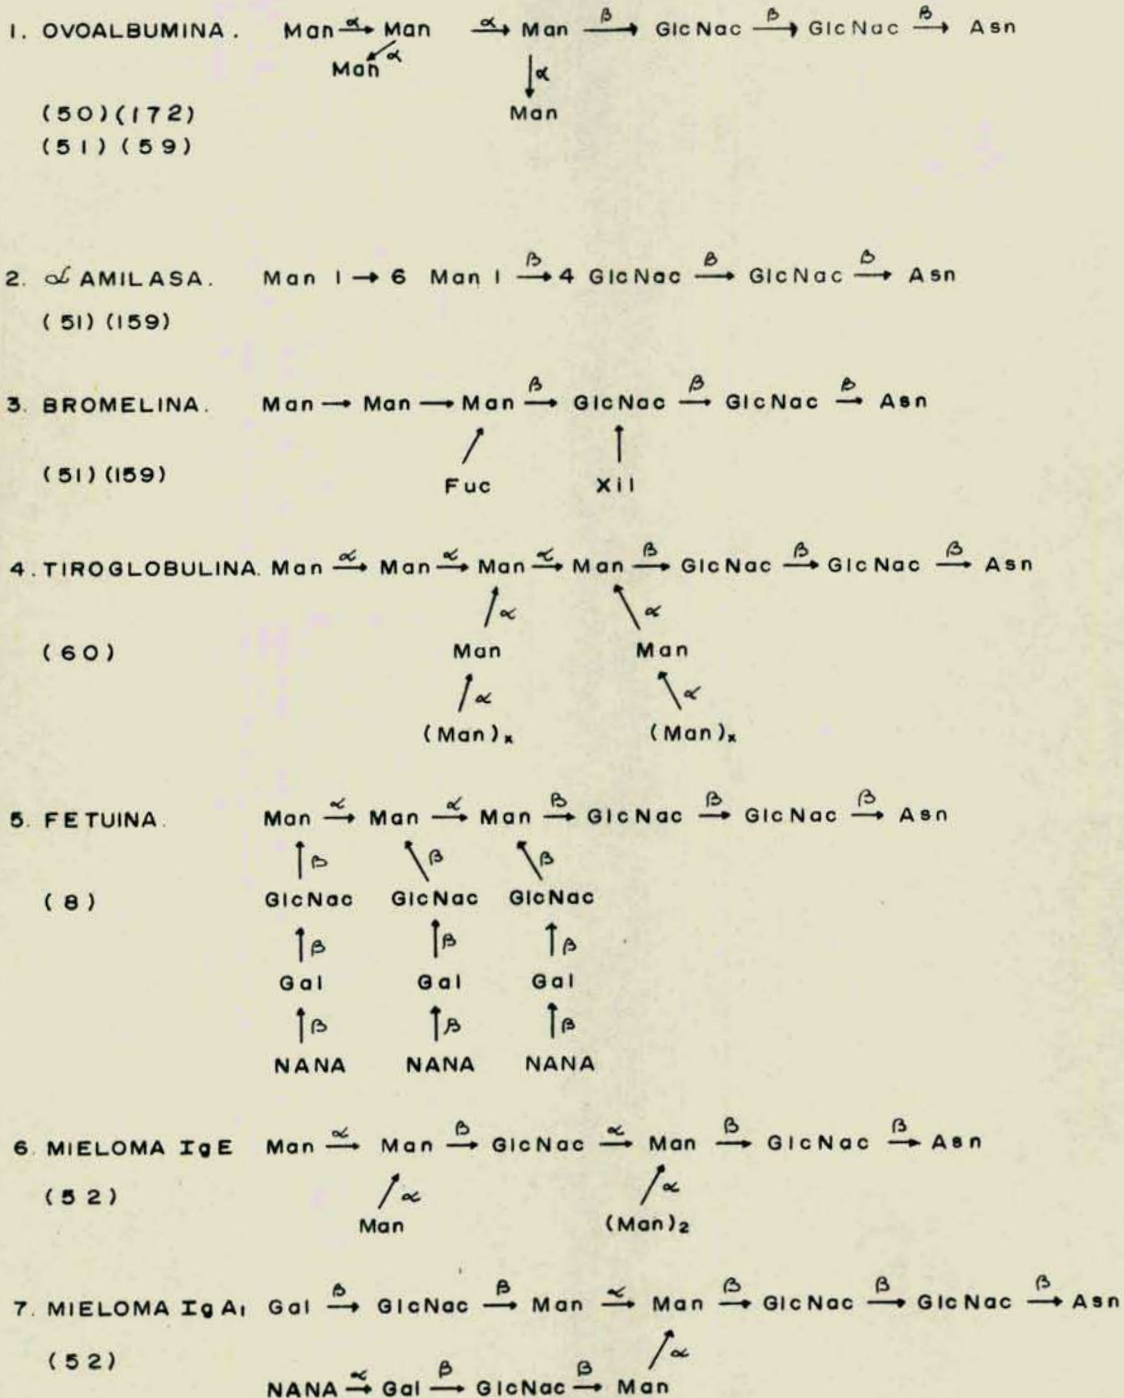 1. OVOALBUMINA. Man α→ Man α→ Man β→ GlcNac β→ GlcNac β→ Asn
Man α ↓α
(50)(172) Man
(51)(59)
2. α AMILASA. Man 1 → 6 Man 1 β→ 4 GlcNac β→ GlcNac β→ Asn
(51)(159)
3. BROMELINA. Man → Man → Man β→ GlcNac β→ GlcNac β→ Asn
(51)(159) Fuc Xil
4. TIROGLOBULINA. Man α→ Man α→ Man α→ Man β→ GlcNac β→ GlcNac β→ Asn
↑α ↑α
(60) Man Man
↑α ↑α
(Man)x (Man)x
5. FETUINA. Man α→ Man α→ Man β→ GlcNac β→ GlcNac β→ Asn
↑β ↑β ↑β
(8) GlcNac GlcNac GlcNac
↑β ↑β ↑β
Gal Gal Gal
↑β ↑β ↑β
NANA NANA NANA
6. MIELOMA IgE Man α→ Man β→ GlcNac α→ Man β→ GlcNac β→ Asn
↑α ↑α
(52) Man (Man)2
7. MIELOMA IgA1 Gal β→ GlcNac β→ Man α→ Man β→ GlcNac β→ GlcNac β→ Asn
↑α
(52)
NANA α→ Gal β→ GlcNac β→ Man